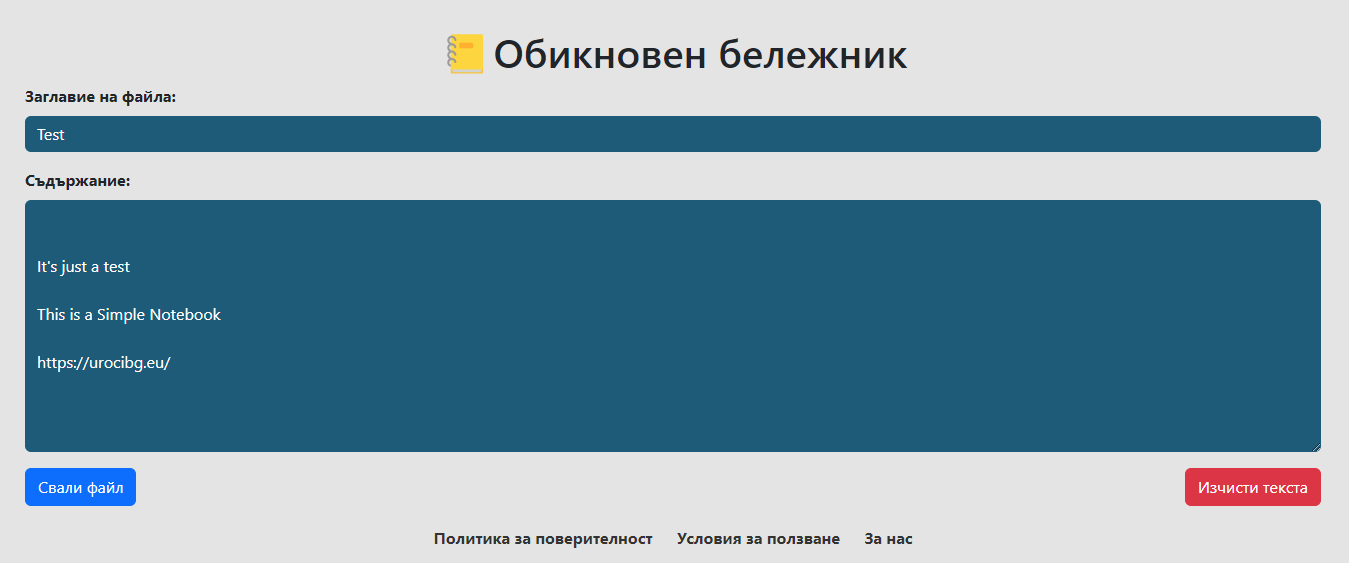 Обикновен бележник
Заглавие на файла:
Test
Съдържание:
It's just a test
This is a Simple Notebook
https://urocibg.eu/
Свали файл
Изчисти текста
Политика за поверителност
Условия за ползване
За нас